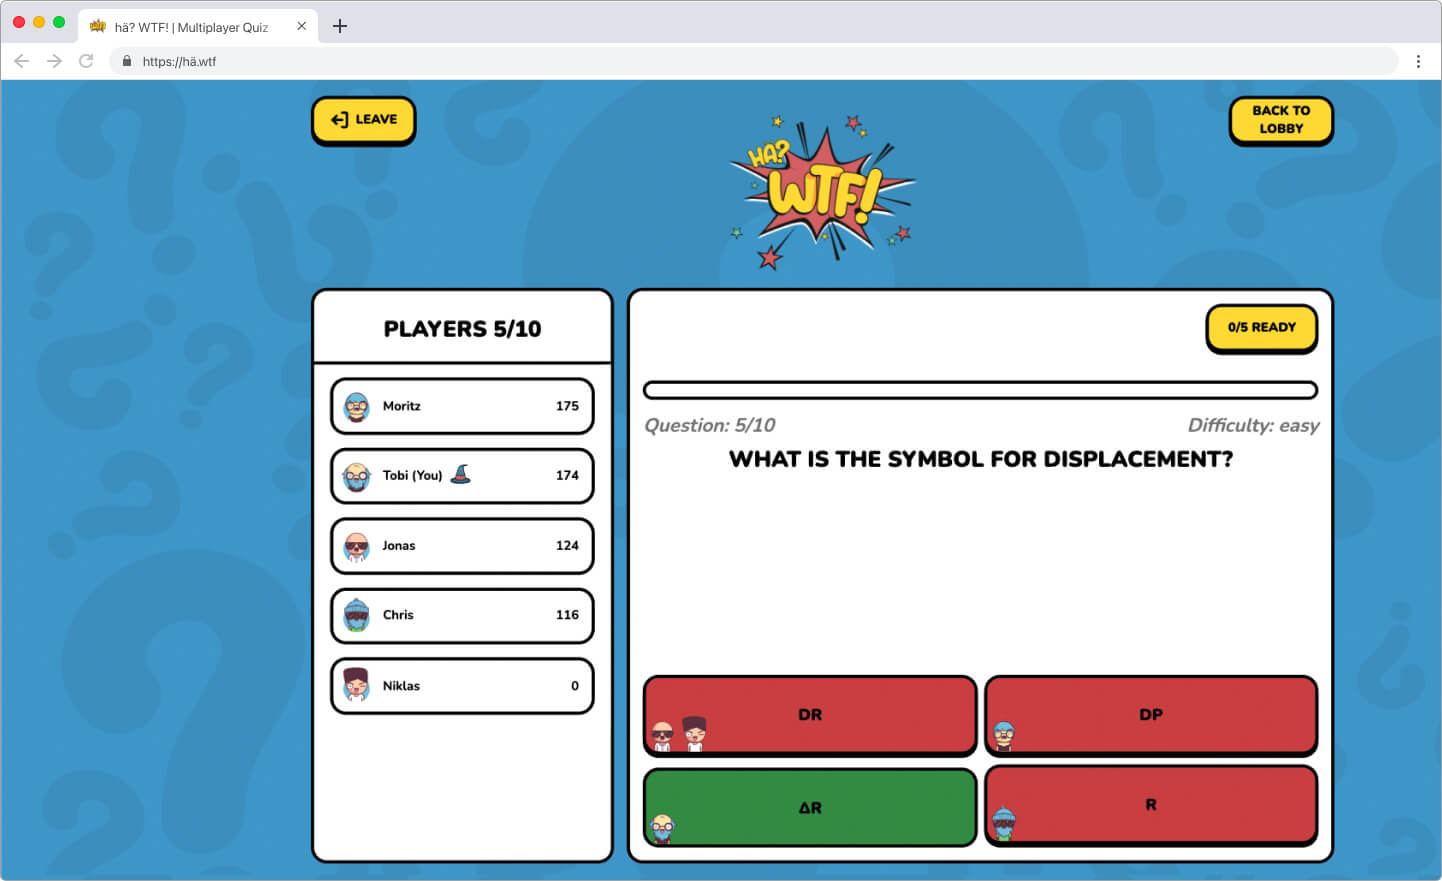 hä? WTF! | Multiplayer Quiz
https://hä.wtf
LEAVE
BACK TO
LOBBY
HÄ?
WTF!
PLAYERS 5/10
Moritz 175
Tobi (You) 174
Jonas 124
Chris 116
Niklas 0
0/5 READY
Question: 5/10 Difficulty: easy
WHAT IS THE SYMBOL FOR DISPLACEMENT?
DR
DP
ΔR
R